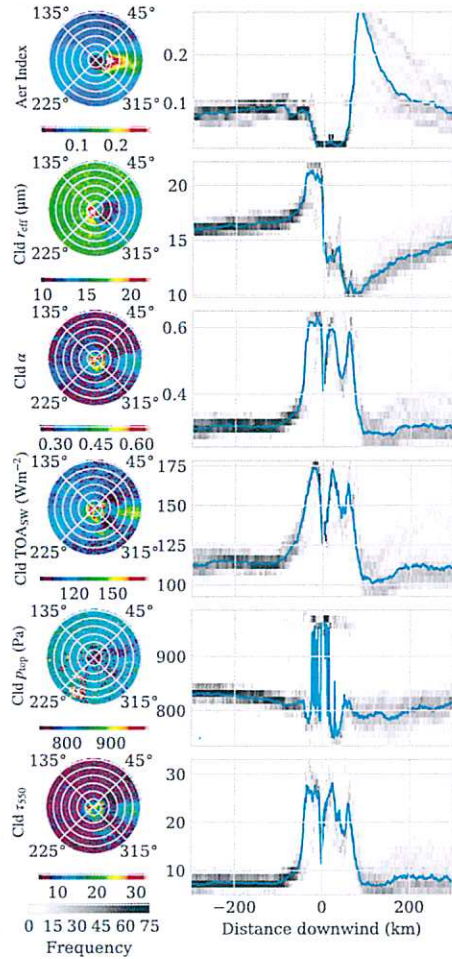 135° 45°
Aer Index
225° 315°
0.1 0.2
0.2
0.1
135° 45°
Cld r_eff (μm)
225° 315°
10 15 20
20
15
10
135° 45°
Cld α
225° 315°
0.30 0.45 0.60
0.6
0.4
135° 45°
Cld TOA_SW (Wm⁻²)
225° 315°
120 150
175
150
125
100
135° 45°
Cld p_top (Pa)
225° 315°
800 900
900
800
135° 45°
Cld τ₅₅₀
225° 315°
10 20 30
30
20
10
0 15 30 45 60 75
Frequency
−200 0 200
Distance downwind (km)